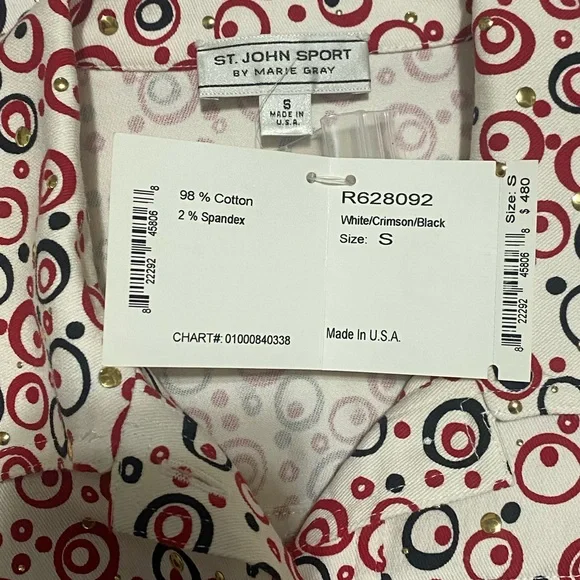 ST. JOHN SPORT
BY MARIE GRAY
S
MADE IN
U.S.A.
98 % Cotton
2 % Spandex
8
45806
22292
8
CHART#: 01000840338
R628092
White/Crimson/Black
Size: S
Made In U.S.A.
Size: S
$ 480
8
45806
22292
8